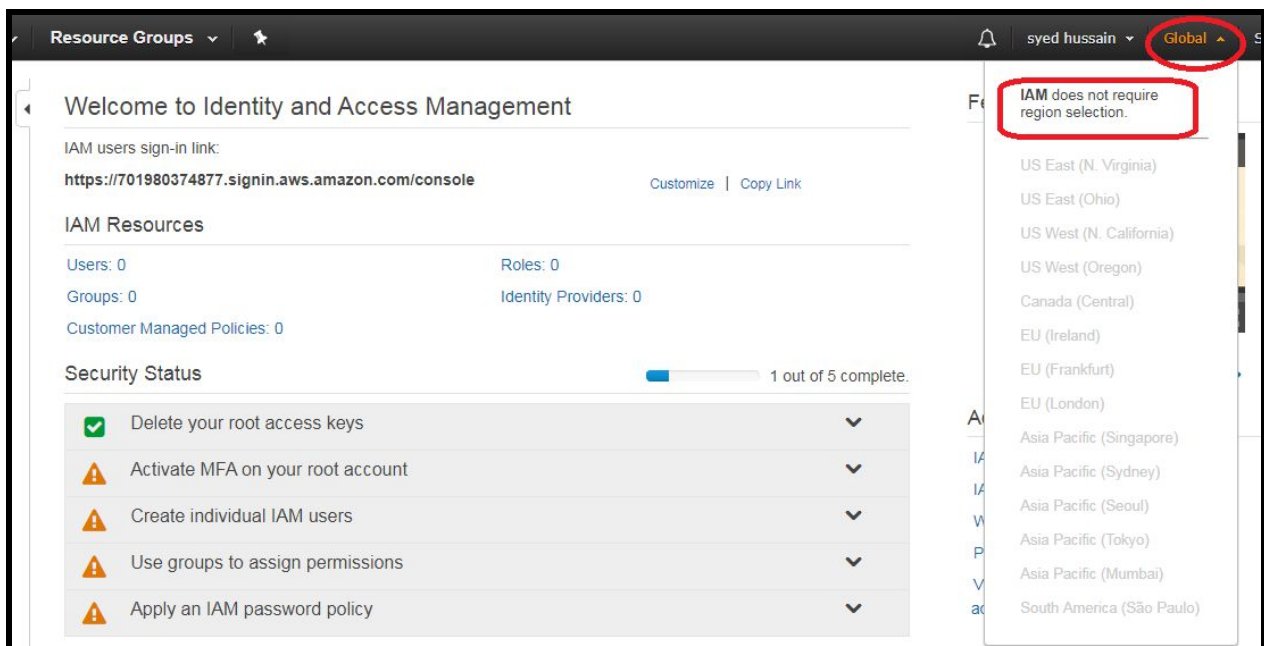 Resource Groups
syed hussain
Global
S
Welcome to Identity and Access Management
Fe
IAM does not require
region selection.
IAM users sign-in link:
https://701980374877.signin.aws.amazon.com/console
Customize | Copy Link
US East (N. Virginia)
US East (Ohio)
IAM Resources
US West (N. California)
Users: 0
Roles: 0
US West (Oregon)
Groups: 0
Identity Providers: 0
Canada (Central)
Customer Managed Policies: 0
EU (Ireland)
Security Status
1 out of 5 complete.
EU (Frankfurt)
EU (London)
Delete your root access keys
Activate MFA on your root account
Create individual IAM users
Use groups to assign permissions
Apply an IAM password policy
Asia Pacific (Singapore)
Asia Pacific (Sydney)
Asia Pacific (Seoul)
Asia Pacific (Tokyo)
Asia Pacific (Mumbai)
South America (São Paulo)